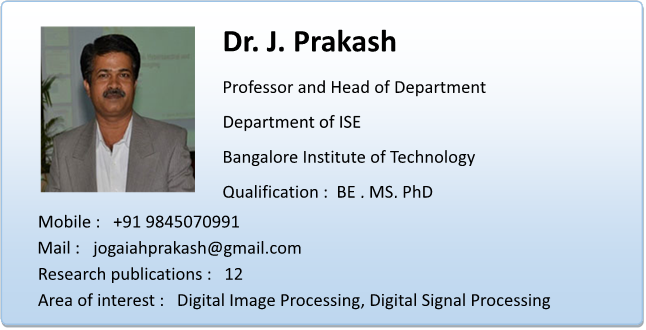 Dr. J. Prakash
Professor and Head of Department
Department of ISE
Bangalore Institute of Technology
Qualification :  BE . MS. PhD
Mobile :   +91 9845070991
Mail :   jogaiahprakash@gmail.com
Research publications :   12
Area of interest :   Digital Image Processing, Digital Signal Processing